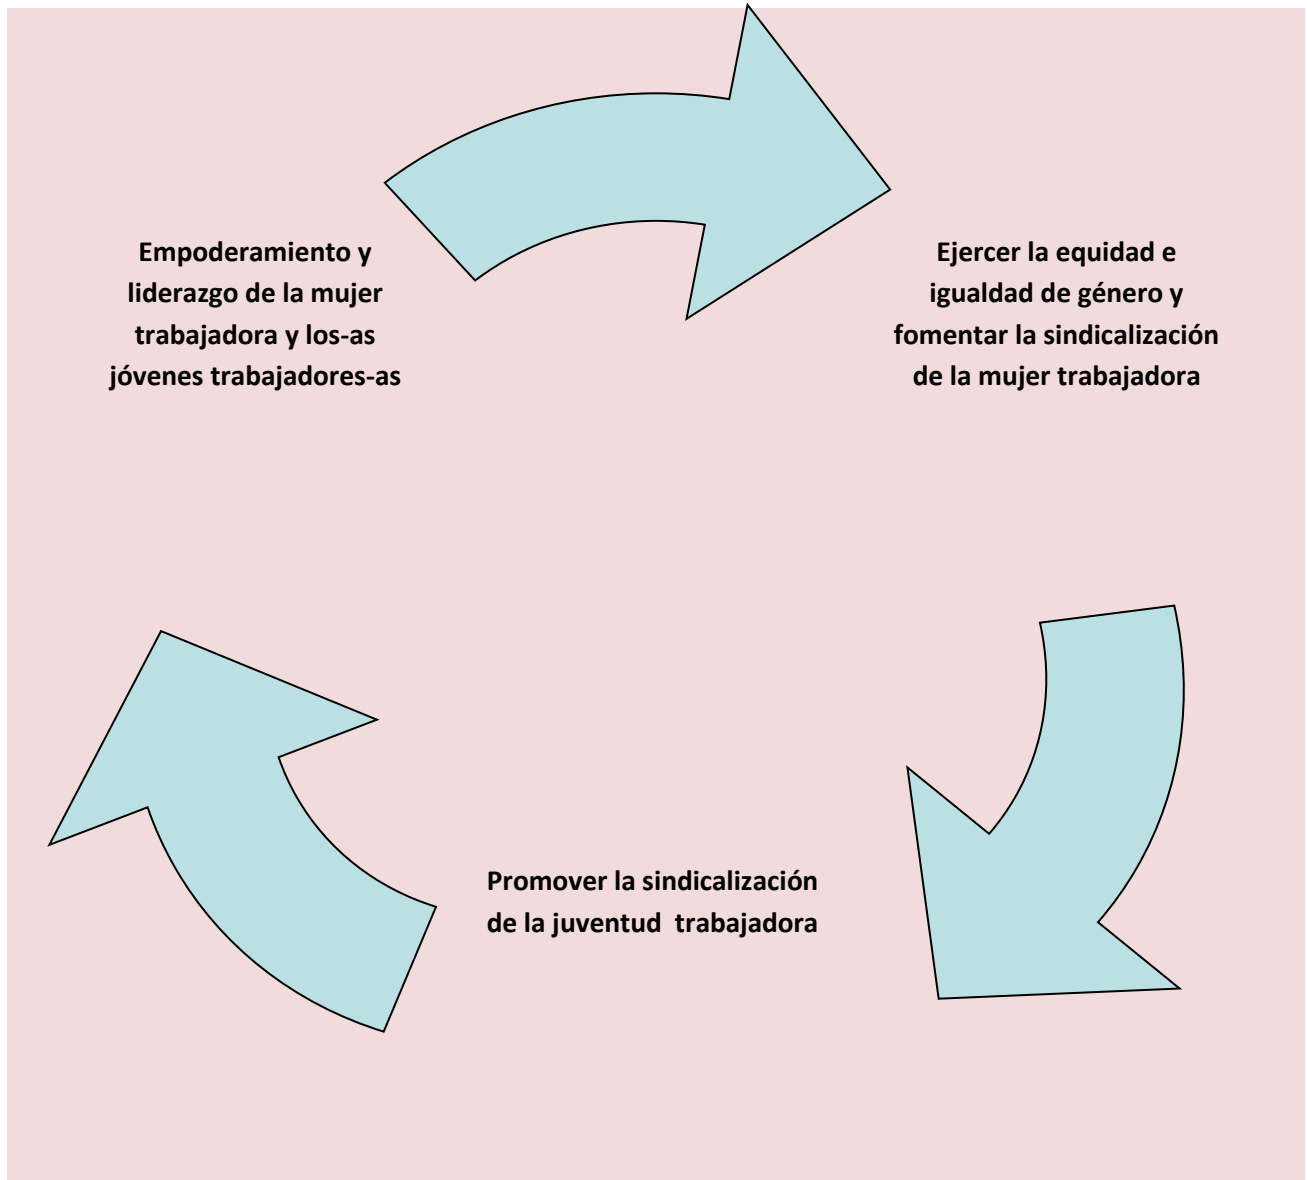 Empoderamiento y
liderazgo de la mujer
trabajadora y los-as
jóvenes trabajadores-as
Ejercer la equidad e
igualdad de género y
fomentar la sindicalización
de la mujer trabajadora
Promover la sindicalización
de la juventud  trabajadora